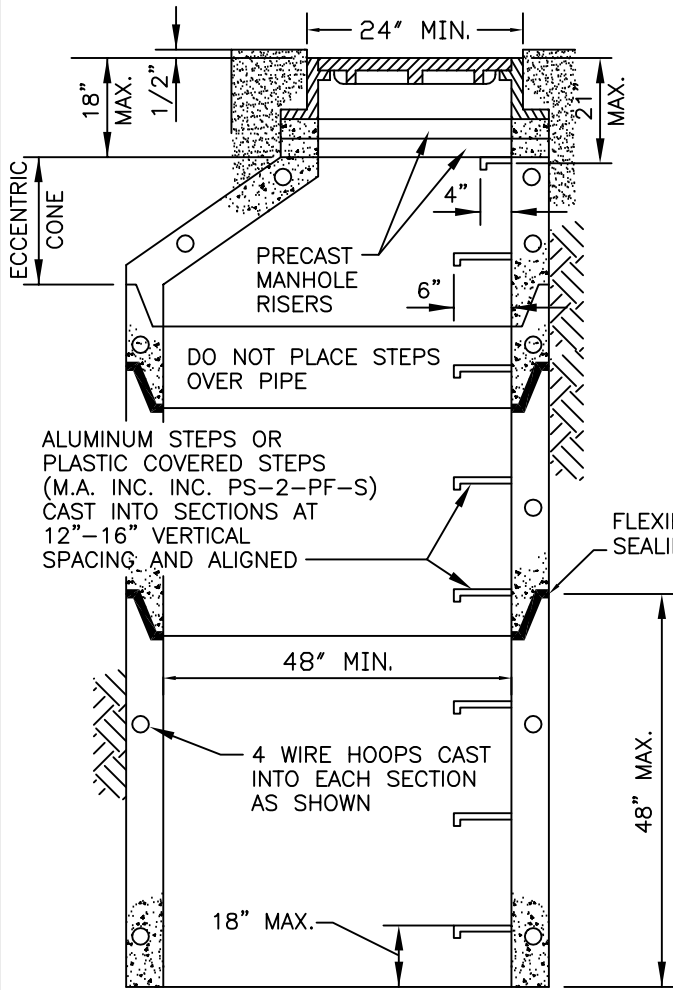 24" MIN.
18"
MAX.
1/2"
21"
MAX.
4"
ECCENTRIC
CONE
PRECAST
MANHOLE
RISERS
6"
DO NOT PLACE STEPS
OVER PIPE
ALUMINUM STEPS OR
PLASTIC COVERED STEPS
(M.A. INC. INC. PS-2-PF-S)
CAST INTO SECTIONS AT
12"-16" VERTICAL
SPACING AND ALIGNED
48" MIN.
4 WIRE HOOPS CAST
INTO EACH SECTION
AS SHOWN
48" MAX.
18" MAX.